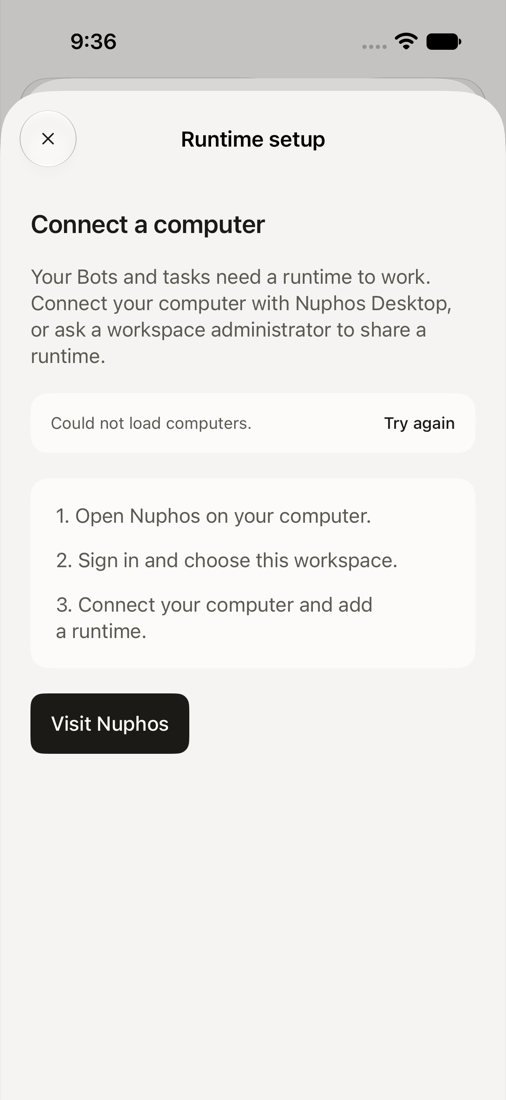 9:36
Runtime setup
Connect a computer
Your Bots and tasks need a runtime to work.
Connect your computer with Nuphos Desktop,
or ask a workspace administrator to share a
runtime.
Could not load computers.
Try again
1. Open Nuphos on your computer.
2. Sign in and choose this workspace.
3. Connect your computer and add
a runtime.
Visit Nuphos